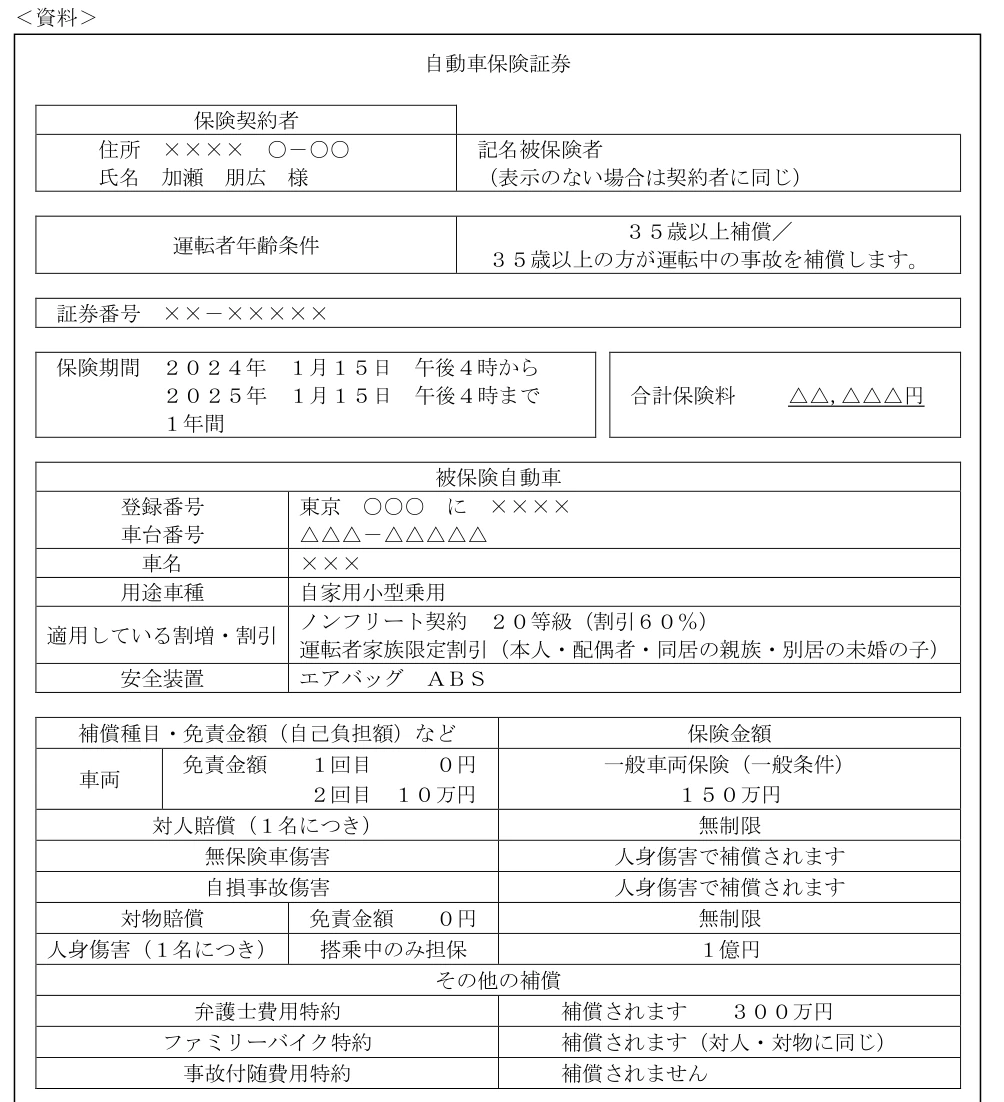 ＜資料＞
自動車保険証券
保険契約者
住所　××××　〇－〇〇
氏名　加瀬　朋広　様
記名被保険者
（表示のない場合は契約者に同じ）
運転者年齢条件
３５歳以上補償／
３５歳以上の方が運転中の事故を補償します。
証券番号　××－×××××
保険期間　２０２４年　１月１５日　午後４時から
２０２５年　１月１５日　午後４時まで
１年間
合計保険料　△△,△△△円
被保険自動車
登録番号　東京　〇〇〇　に　××××
車台番号　△△△－△△△△△
車名　×××
用途車種　自家用小型乗用
適用している割増・割引
ノンフリート契約　２０等級（割引６０％）
運転者家族限定割引（本人・配偶者・同居の親族・別居の未婚の子）
安全装置　エアバッグ　ＡＢＳ
補償種目・免責金額（自己負担額）など　保険金額
車両
免責金額　１回目　０円
２回目　１０万円
一般車両保険（一般条件）
１５０万円
対人賠償（１名につき）　無制限
無保険車傷害　人身傷害で補償されます
自損事故傷害　人身傷害で補償されます
対物賠償　免責金額　０円　無制限
人身傷害（１名につき）　搭乗中のみ担保　１億円
その他の補償
弁護士費用特約　補償されます　３００万円
ファミリーバイク特約　補償されます（対人・対物に同じ）
事故付随費用特約　補償されません